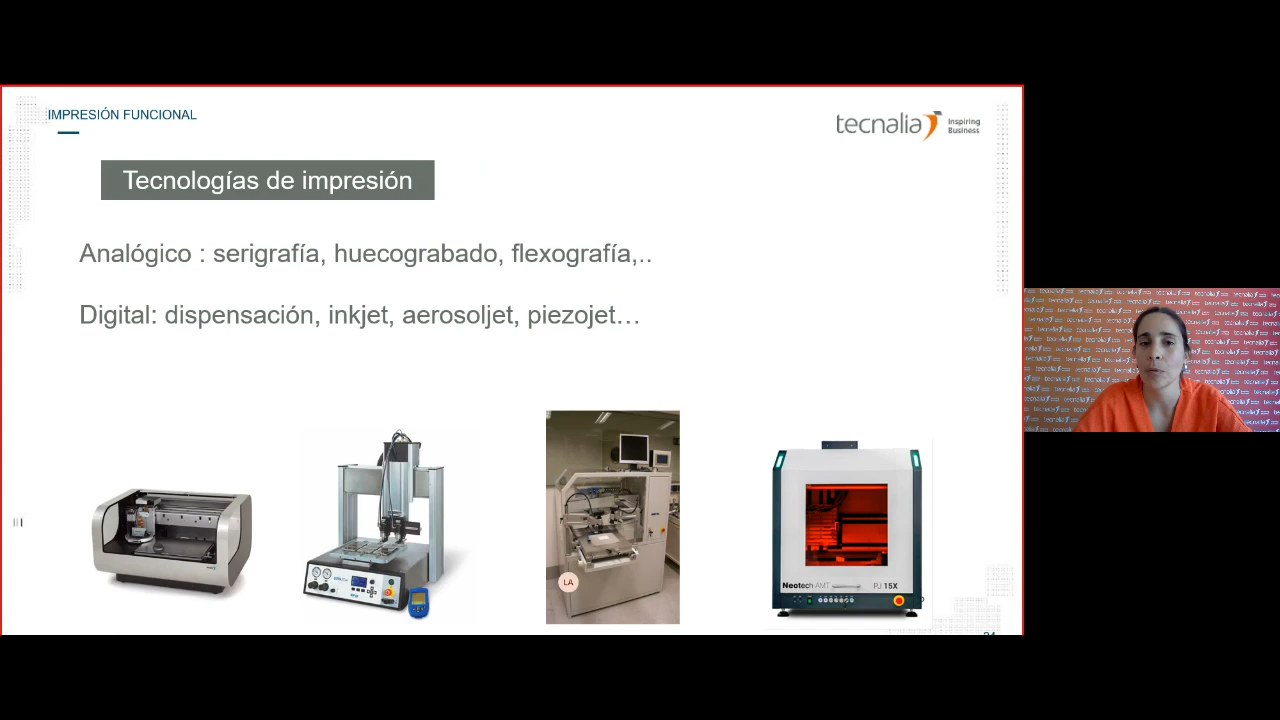 IMPRESIÓN FUNCIONAL
tecnalia Inspiring
Business
Tecnologías de impresión
Analógico : serigrafía, huecograbado, flexografía,..
Digital: dispensación, inkjet, aerosoljet, piezojet…
LA
Neotech AMT PJ 15X